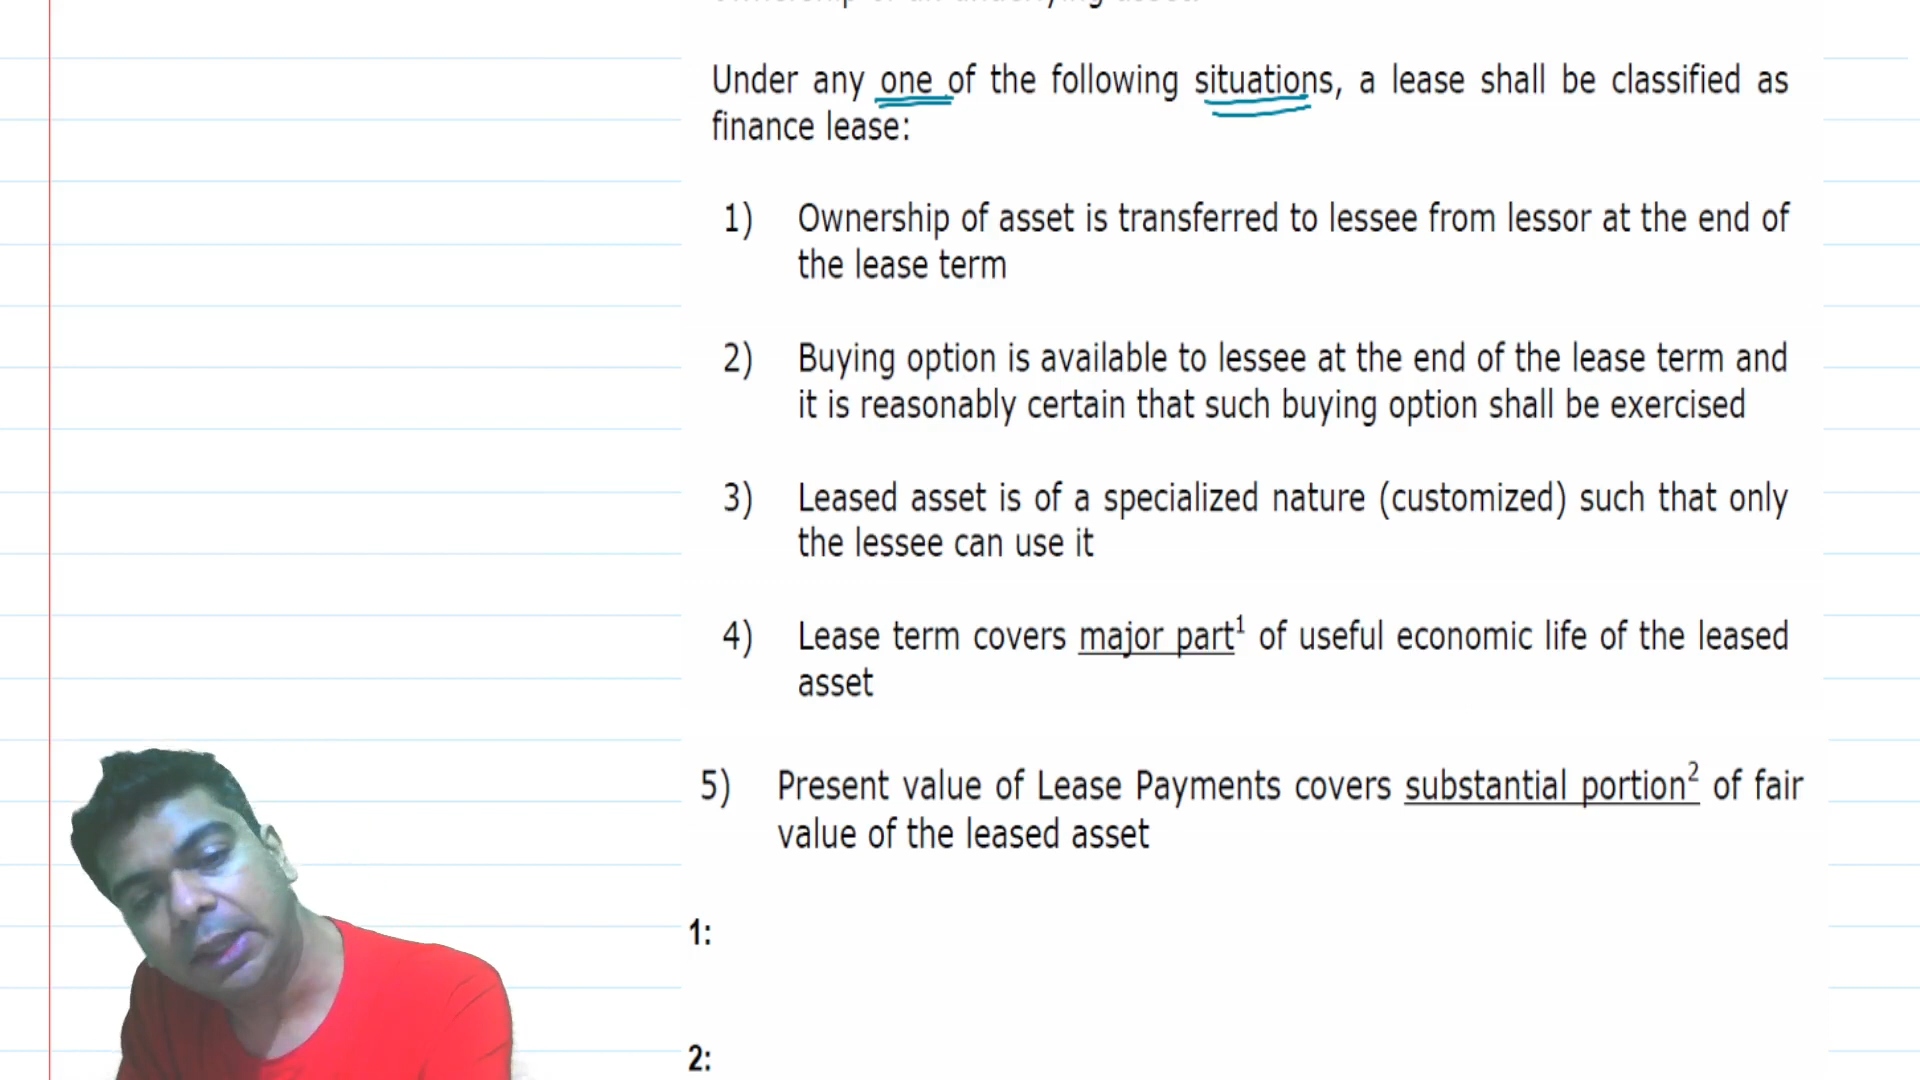 Under any one of the following situations, a lease shall be classified as
finance lease:
1) Ownership of asset is transferred to lessee from lessor at the end of
the lease term
2) Buying option is available to lessee at the end of the lease term and
it is reasonably certain that such buying option shall be exercised
3) Leased asset is of a specialized nature (customized) such that only
the lessee can use it
4) Lease term covers major part¹ of useful economic life of the leased
asset
5) Present value of Lease Payments covers substantial portion² of fair
value of the leased asset
1:
2: